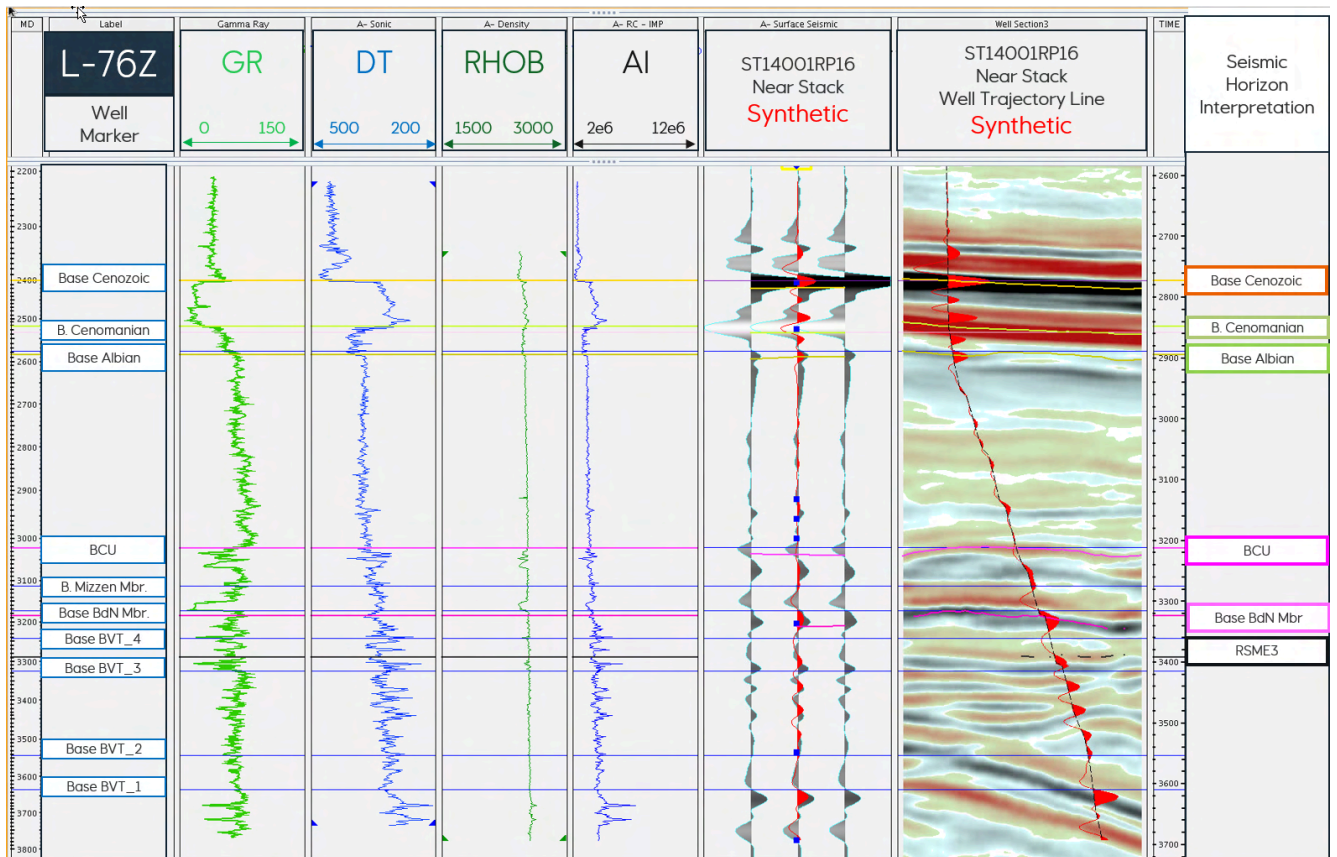 MD
Label
Gamma Ray
A- Sonic
A- Density
A- RC - IMP
A- Surface Seismic
Well Section3
TIME
L-76Z
Well
Marker
GR
0 150
DT
500 200
RHOB
1500 3000
AI
2e6 12e6
ST14001RP16
Near Stack
Synthetic
ST14001RP16
Near Stack
Well Trajectory Line
Synthetic
Seismic
Horizon
Interpretation
2200
2300
2400
2500
2600
2700
2800
2900
3000
3100
3200
3300
3400
3500
3600
3700
3800
Base Cenozoic
B. Cenomanian
Base Albian
BCU
B. Mizzen Mbr.
Base BdN Mbr.
Base BVT_4
Base BVT_3
Base BVT_2
Base BVT_1
2600
2700
2800
2900
3000
3100
3200
3300
3400
3500
3600
3700
Base Cenozoic
B. Cenomanian
Base Albian
BCU
Base BdN Mbr
RSME3